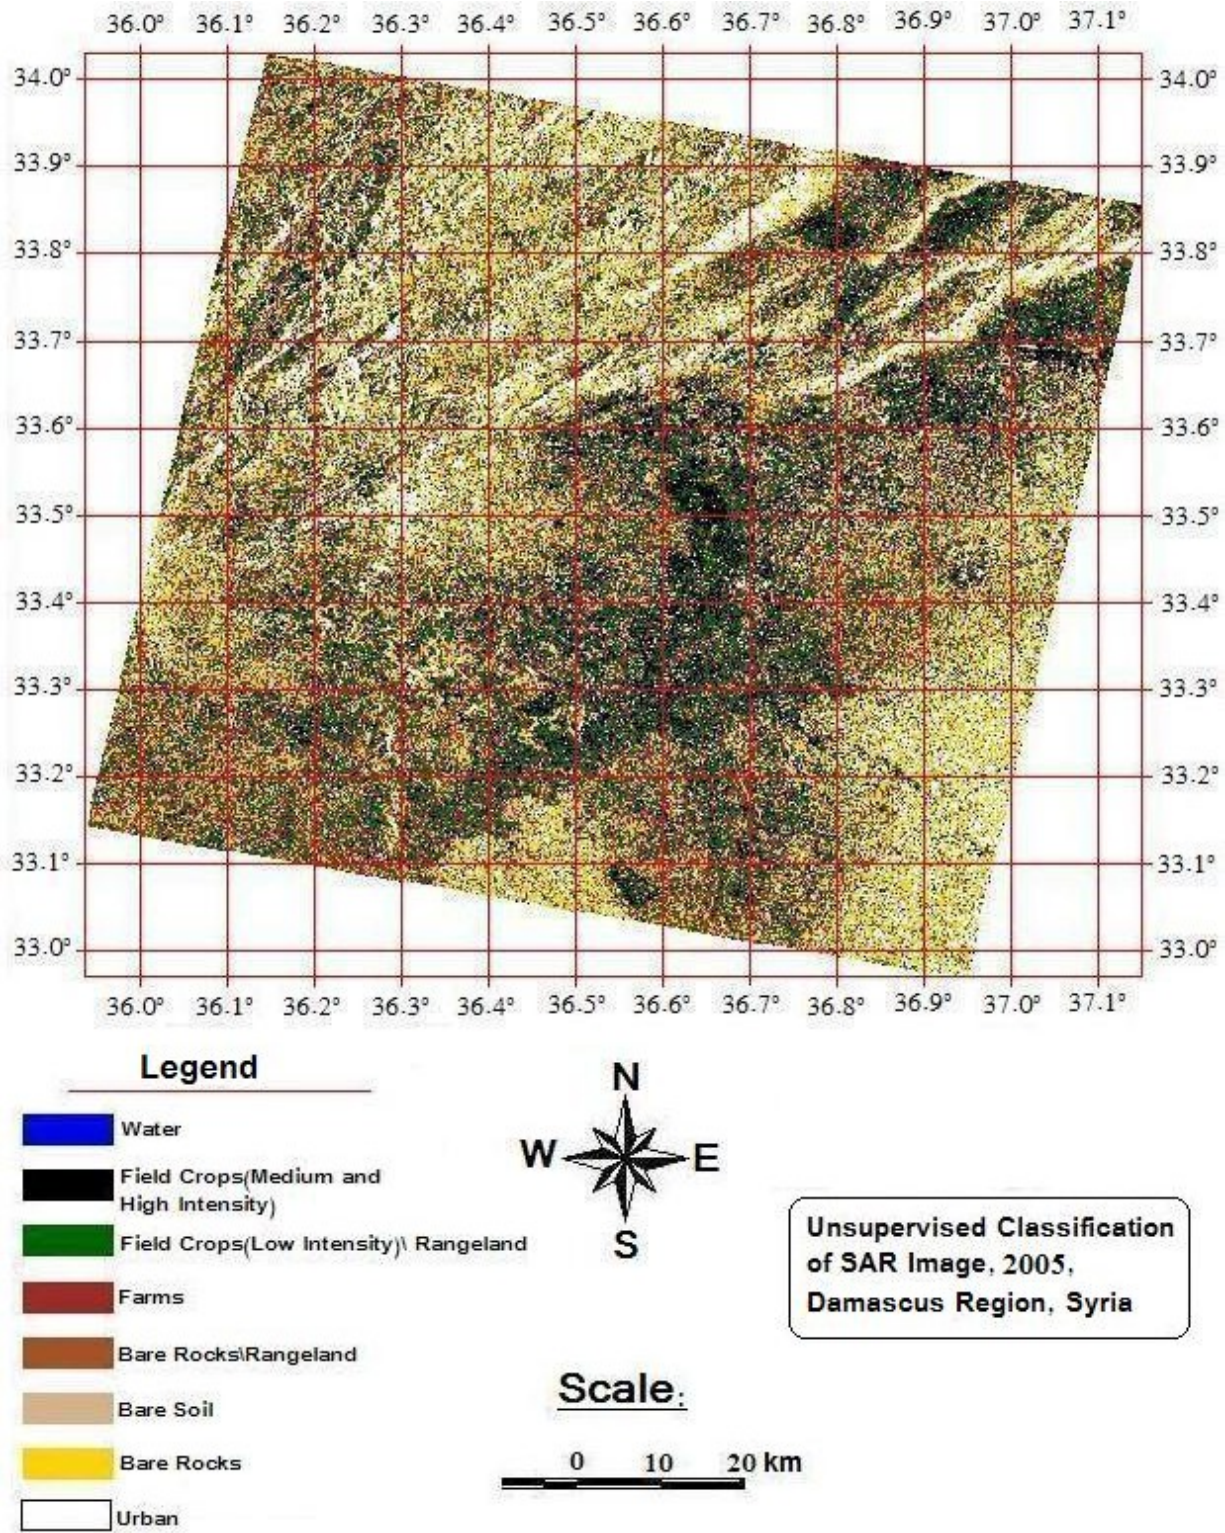 36.0° 36.1° 36.2° 36.3° 36.4° 36.5° 36.6° 36.7° 36.8° 36.9° 37.0° 37.1°
34.0° 34.0°
33.9° 33.9°
33.8° 33.8°
33.7° 33.7°
33.6° 33.6°
33.5° 33.5°
33.4° 33.4°
33.3° 33.3°
33.2° 33.2°
33.1° 33.1°
33.0° 33.0°
36.0° 36.1° 36.2° 36.3° 36.4° 36.5° 36.6° 36.7° 36.8° 36.9° 37.0° 37.1°
Legend
Water
Field Crops(Medium and
High Intensity)
Field Crops(Low Intensity)\ Rangeland
Farms
Bare Rocks\Rangeland
Bare Soil
Bare Rocks
Urban
N
W E
S
Unsupervised Classification
of SAR Image, 2005,
Damascus Region, Syria
Scale:
0 10 20 km